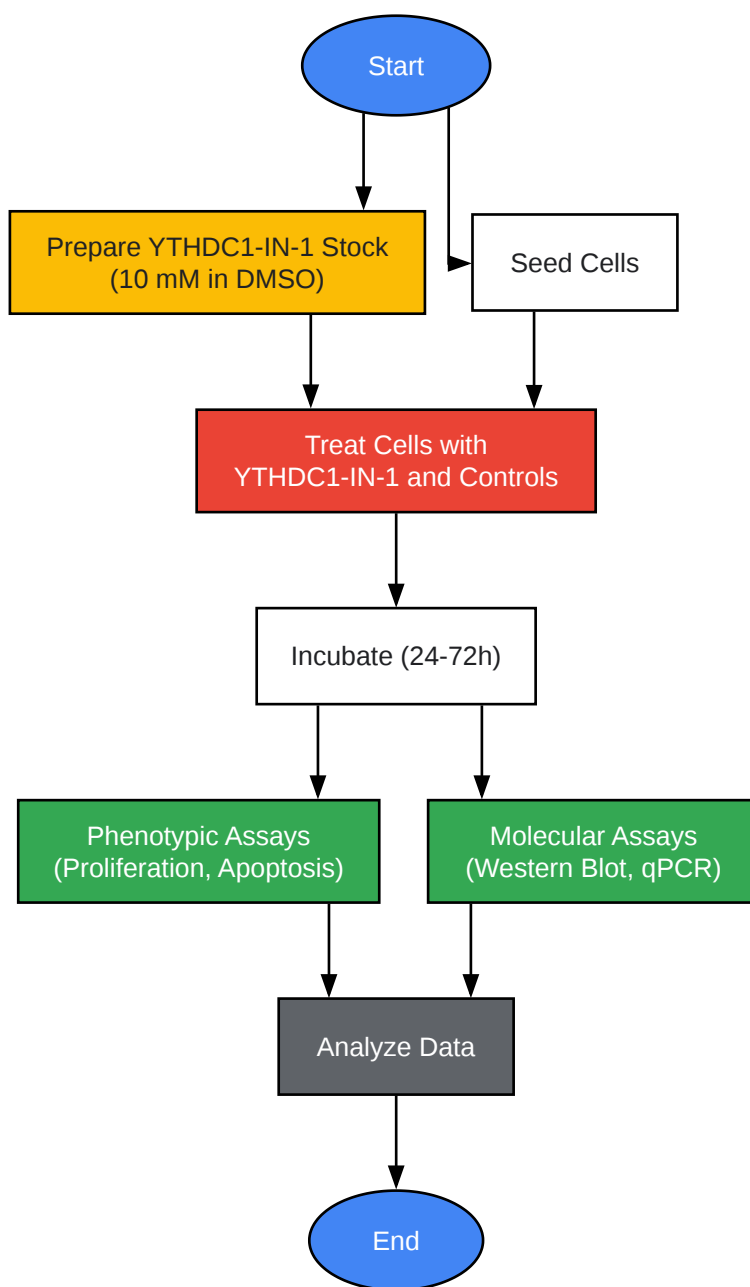 Start
Prepare YTHDC1-IN-1 Stock
(10 mM in DMSO)
Seed Cells
Treat Cells with
YTHDC1-IN-1 and Controls
Incubate (24-72h)
Phenotypic Assays
(Proliferation, Apoptosis)
Molecular Assays
(Western Blot, qPCR)
Analyze Data
End